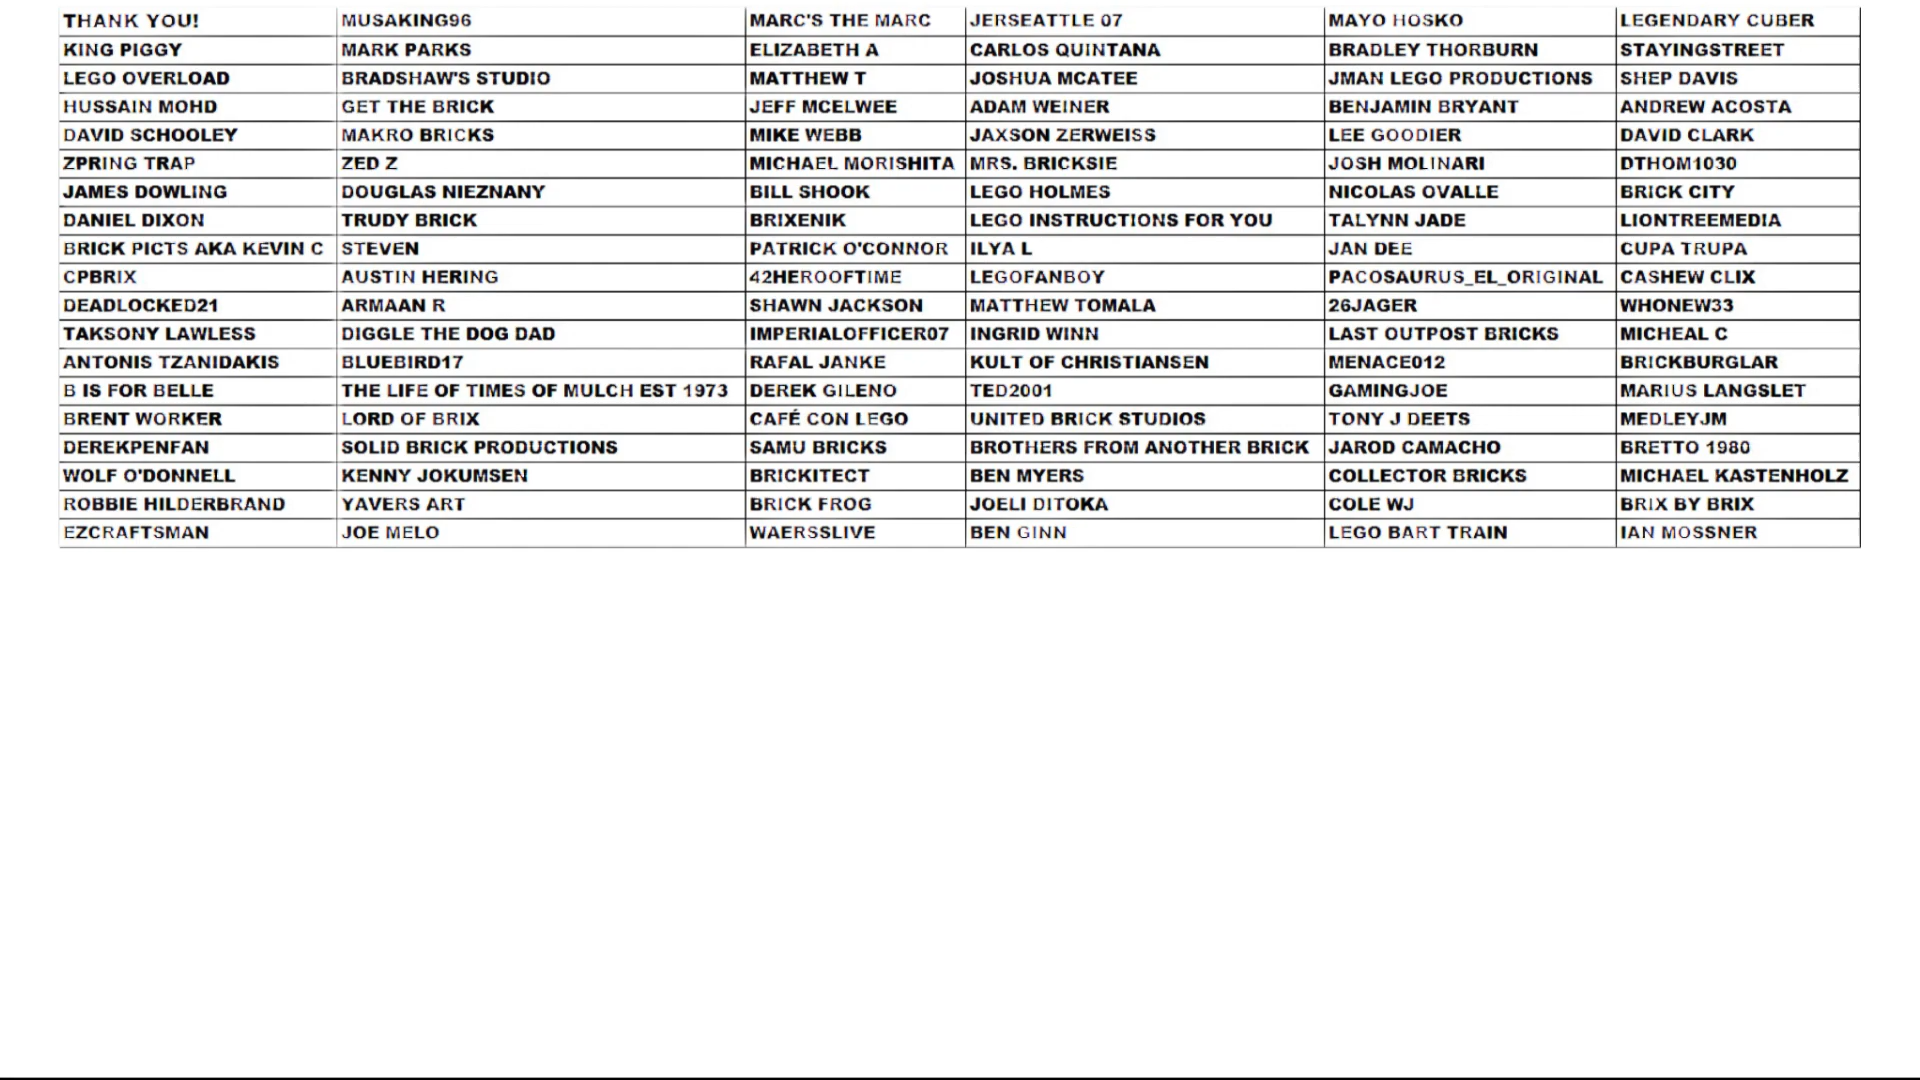 THANK YOU! MUSAKING96 MARC'S THE MARC JERSEATTLE 07 MAYO HOSKO LEGENDARY CUBER
KING PIGGY MARK PARKS ELIZABETH A CARLOS QUINTANA BRADLEY THORBURN STAYINGSTREET
LEGO OVERLOAD BRADSHAW'S STUDIO MATTHEW T JOSHUA MCATEE JMAN LEGO PRODUCTIONS SHEP DAVIS
HUSSAIN MOHD GET THE BRICK JEFF MCELWEE ADAM WEINER BENJAMIN BRYANT ANDREW ACOSTA
DAVID SCHOOLEY MAKRO BRICKS MIKE WEBB JAXSON ZERWEISS LEE GOODIER DAVID CLARK
ZPRING TRAP ZED Z MICHAEL MORISHITA MRS. BRICKSIE JOSH MOLINARI DTHOM1030
JAMES DOWLING DOUGLAS NIEZNANY BILL SHOOK LEGO HOLMES NICOLAS OVALLE BRICK CITY
DANIEL DIXON TRUDY BRICK BRIXENIK LEGO INSTRUCTIONS FOR YOU TALYNN JADE LIONTREEMEDIA
BRICK PICTS AKA KEVIN C STEVEN PATRICK O'CONNOR ILYA L JAN DEE CUPA TRUPA
CPBRIX AUSTIN HERING 42HEROOFTIME LEGOFANBOY PACOSAURUS_EL_ORIGINAL CASHEW CLIX
DEADLOCKED21 ARMAAN R SHAWN JACKSON MATTHEW TOMALA 26JAGER WHONEW33
TAKSONY LAWLESS DIGGLE THE DOG DAD IMPERIALOFFICER07 INGRID WINN LAST OUTPOST BRICKS MICHEAL C
ANTONIS TZANIDAKIS BLUEBIRD17 RAFAL JANKE KULT OF CHRISTIANSEN MENACE012 BRICKBURGLAR
B IS FOR BELLE THE LIFE OF TIMES OF MULCH EST 1973 DEREK GILENO TED2001 GAMINGJOE MARIUS LANGSLET
BRENT WORKER LORD OF BRIX CAFÉ CON LEGO UNITED BRICK STUDIOS TONY J DEETS MEDLEYJM
DEREKPENFAN SOLID BRICK PRODUCTIONS SAMU BRICKS BROTHERS FROM ANOTHER BRICK JAROD CAMACHO BRETTO 1980
WOLF O'DONNELL KENNY JOKUMSEN BRICKITECT BEN MYERS COLLECTOR BRICKS MICHAEL KASTENHOLZ
ROBBIE HILDERBRAND YAVERS ART BRICK FROG JOELI DITOKA COLE WJ BRIX BY BRIX
EZCRAFTSMAN JOE MELO WAERSSLIVE BEN GINN LEGO BART TRAIN IAN MOSSNER